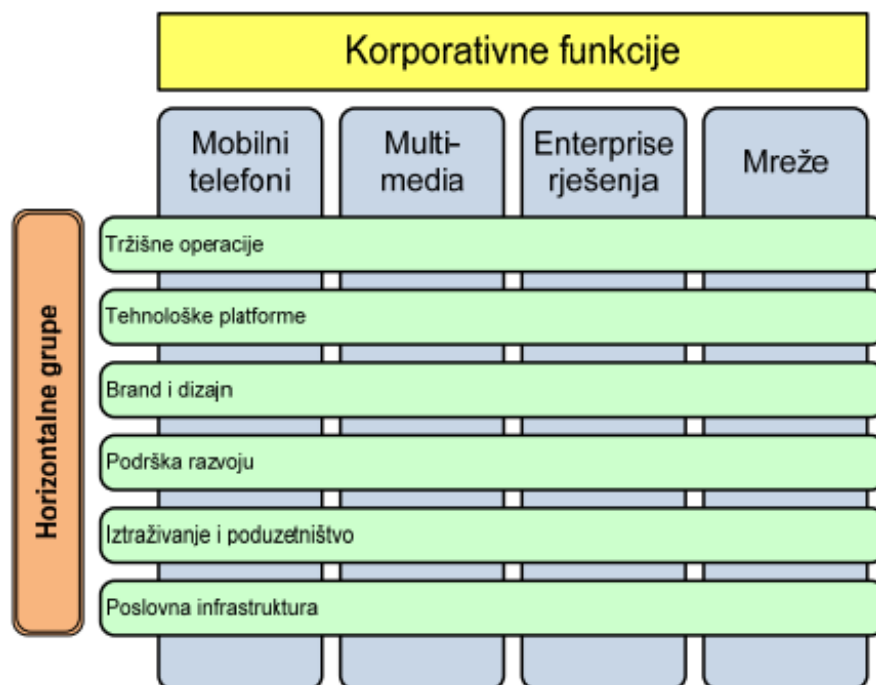 Korporativne funkcije
Mobilni
telefoni
Multi-
media
Enterprise
rješenja
Mreže
Horizontalne grupe
Tržišne operacije
Tehnološke platforme
Brand i dizajn
Podrška razvoju
Iztraživanje i poduzetništvo
Poslovna infrastruktura